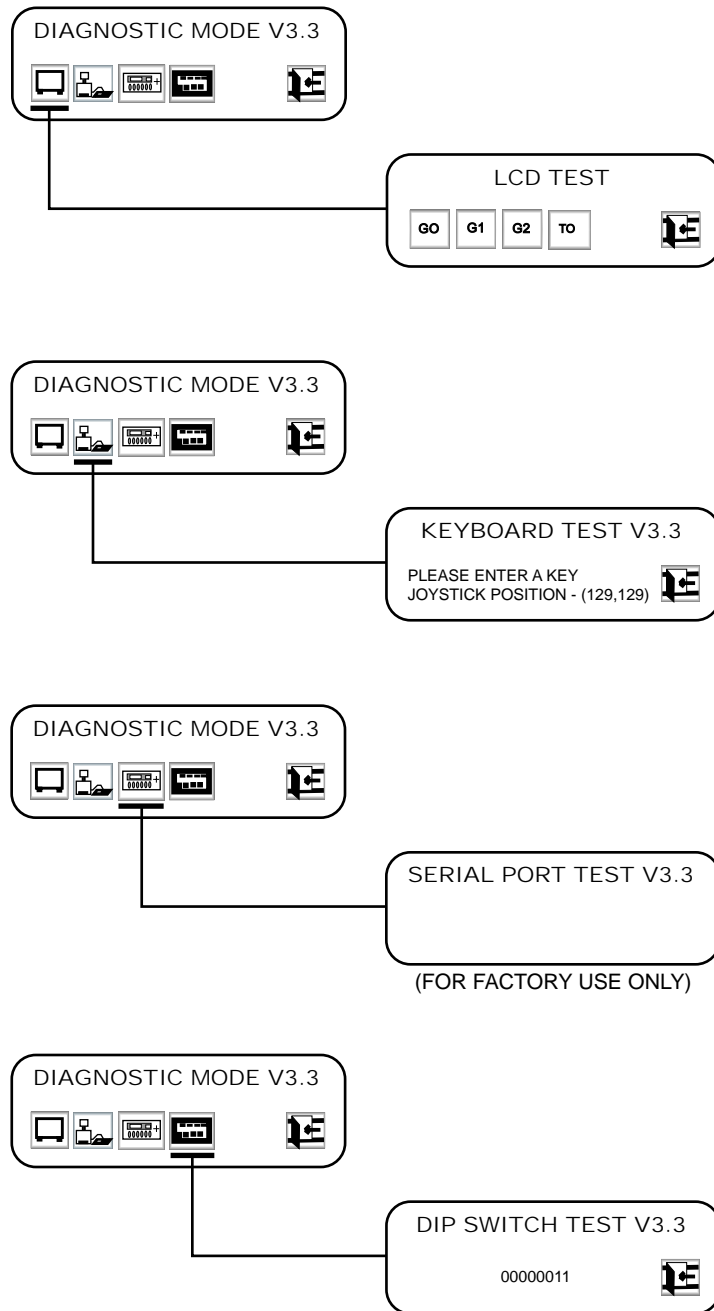 DIAGNOSTIC MODE V3.3
LCD TEST
GO G1 G2 TO
DIAGNOSTIC MODE V3.3
KEYBOARD TEST V3.3
PLEASE ENTER A KEY
JOYSTICK POSITION - (129,129)
DIAGNOSTIC MODE V3.3
SERIAL PORT TEST V3.3
(FOR FACTORY USE ONLY)
DIAGNOSTIC MODE V3.3
DIP SWITCH TEST V3.3
00000011